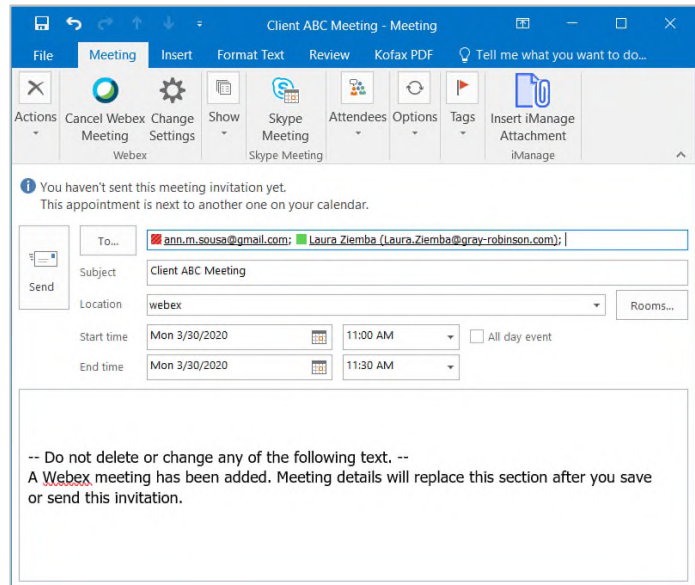 Client ABC Meeting - Meeting
File Meeting Insert Format Text Review Kofax PDF Tell me what you want to do...
Actions Cancel Webex Meeting Change Settings Show Skype Meeting Attendees Options Tags Insert iManage Attachment
Webex Skype Meeting iManage
You haven't sent this meeting invitation yet.
This appointment is next to another one on your calendar.
To... ann.m.sousa@gmail.com; Laura Ziemba (Laura.Ziemba@gray-robinson.com);
Send
Subject Client ABC Meeting
Location webex Rooms...
Start time Mon 3/30/2020 11:00 AM All day event
End time Mon 3/30/2020 11:30 AM
-- Do not delete or change any of the following text. --
A Webex meeting has been added. Meeting details will replace this section after you save
or send this invitation.